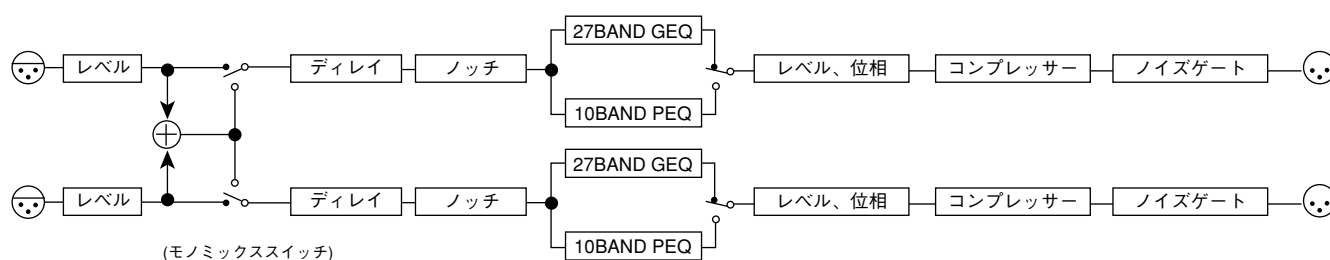 27BAND GEQ
レベル
ディレイ
ノッチ
レベル、位相
コンプレッサー
ノイズゲート
10BAND PEQ
27BAND GEQ
レベル
ディレイ
ノッチ
レベル、位相
コンプレッサー
ノイズゲート
10BAND PEQ
(モノミックススイッチ)